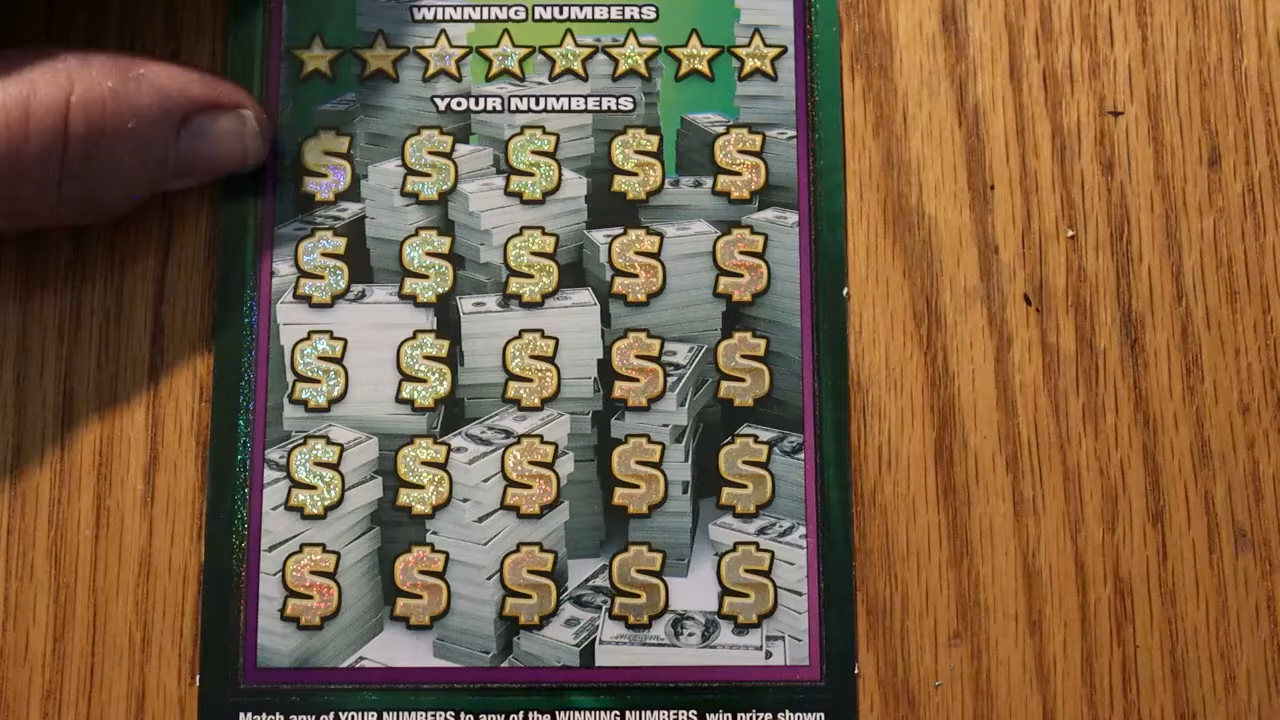 WINNING NUMBERS
YOUR NUMBERS
Match any of YOUR NUMBERS to any of the WINNING NUMBERS, win prize shown